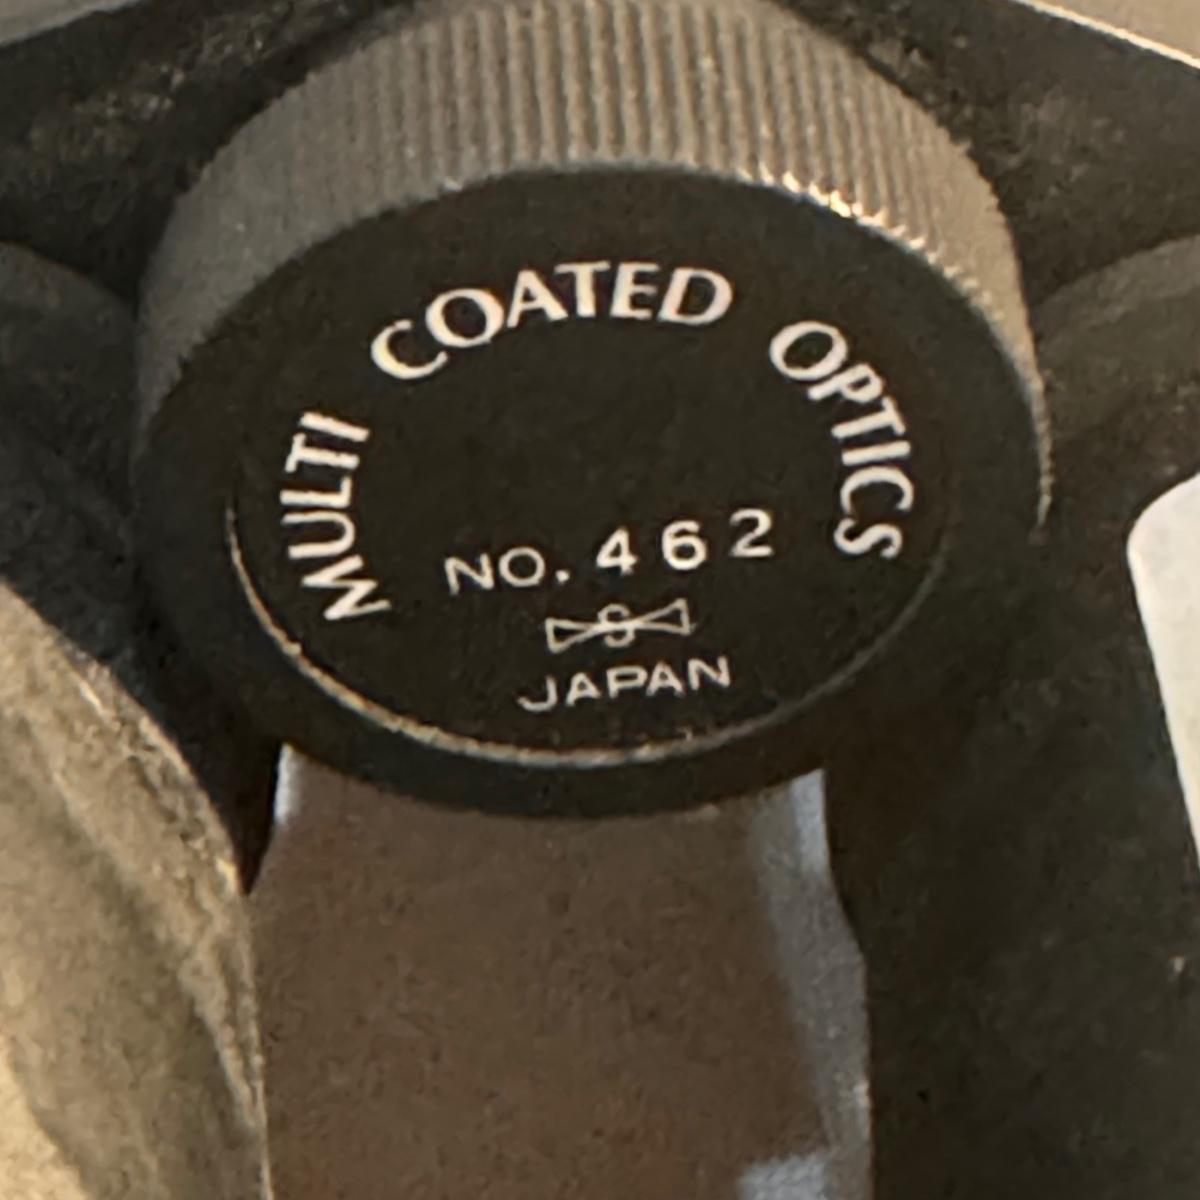 MULTI COATED OPTICS
NO. 462
S
JAPAN